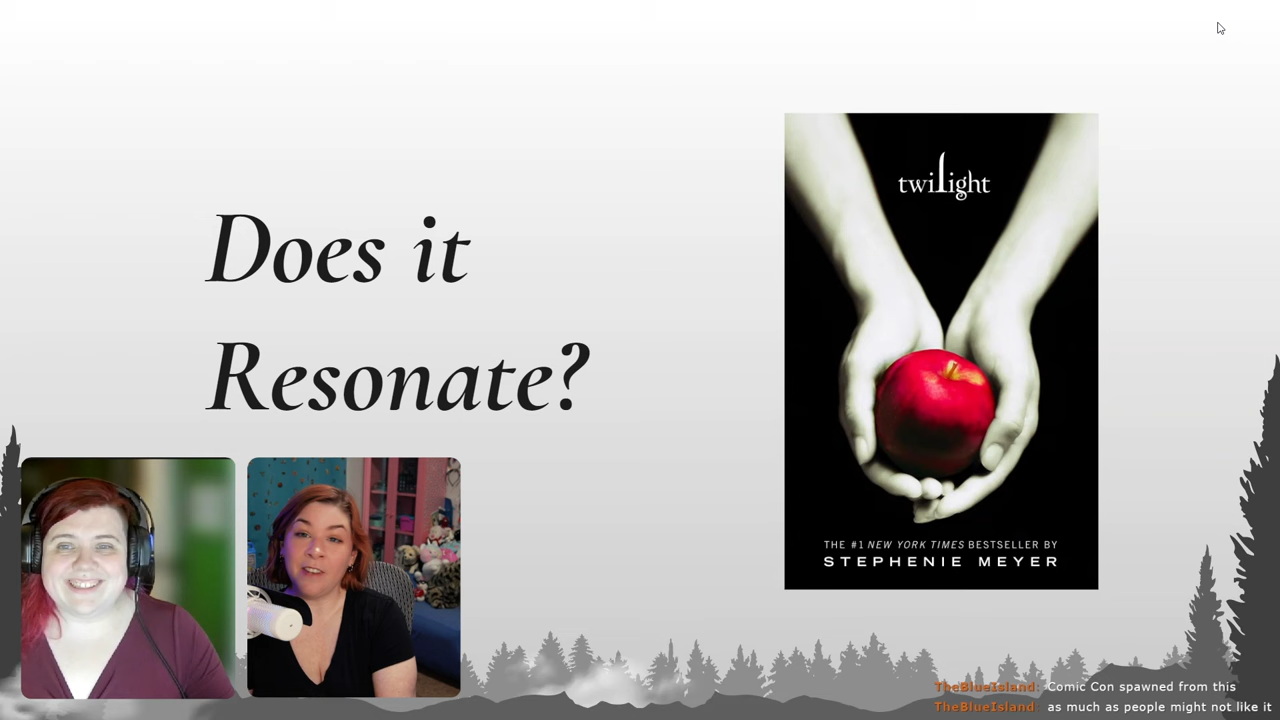 Does it
Resonate?
twilight
THE #1 NEW YORK TIMES BESTSELLER BY
STEPHENIE MEYER
TheBlueIsland: Comic Con spawned from this
TheBlueIsland: as much as people might not like it